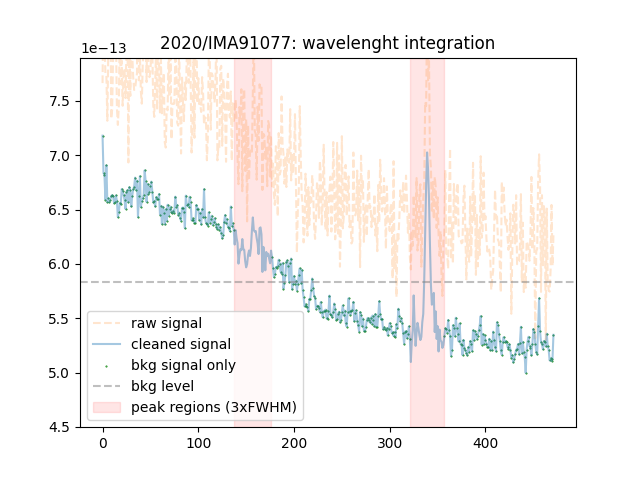 2020/IMA91077: wavelenght integration
1e−13
7.5
7.0
6.5
6.0
5.5
5.0
4.5
raw signal
cleaned signal
bkg signal only
bkg level
peak regions (3xFWHM)
0 100 200 300 400